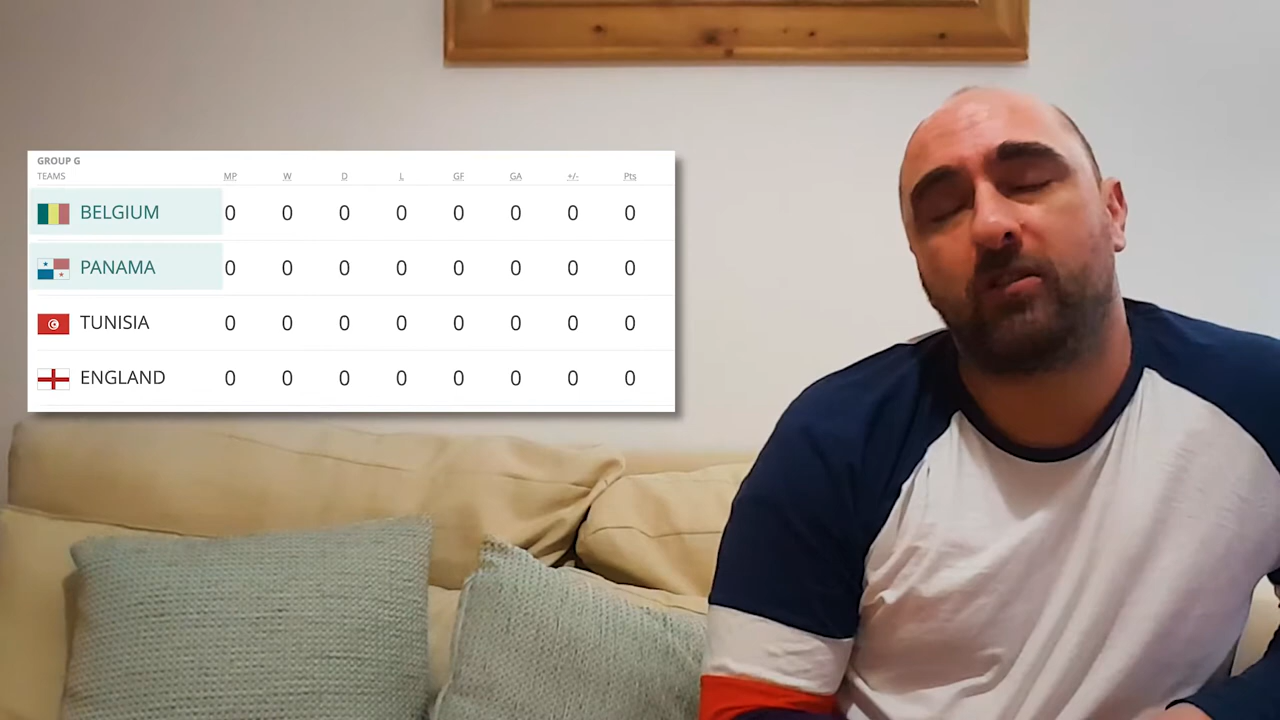 GROUP G
TEAMS MP W D L GF GA +/- Pts
BELGIUM 0 0 0 0 0 0 0 0
PANAMA 0 0 0 0 0 0 0 0
TUNISIA 0 0 0 0 0 0 0 0
ENGLAND 0 0 0 0 0 0 0 0